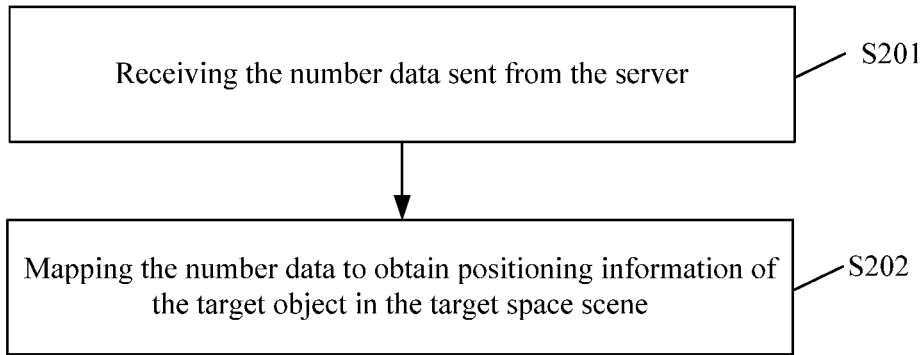 Receiving the number data sent from the server
S201
Mapping the number data to obtain positioning information of
the target object in the target space scene
S202